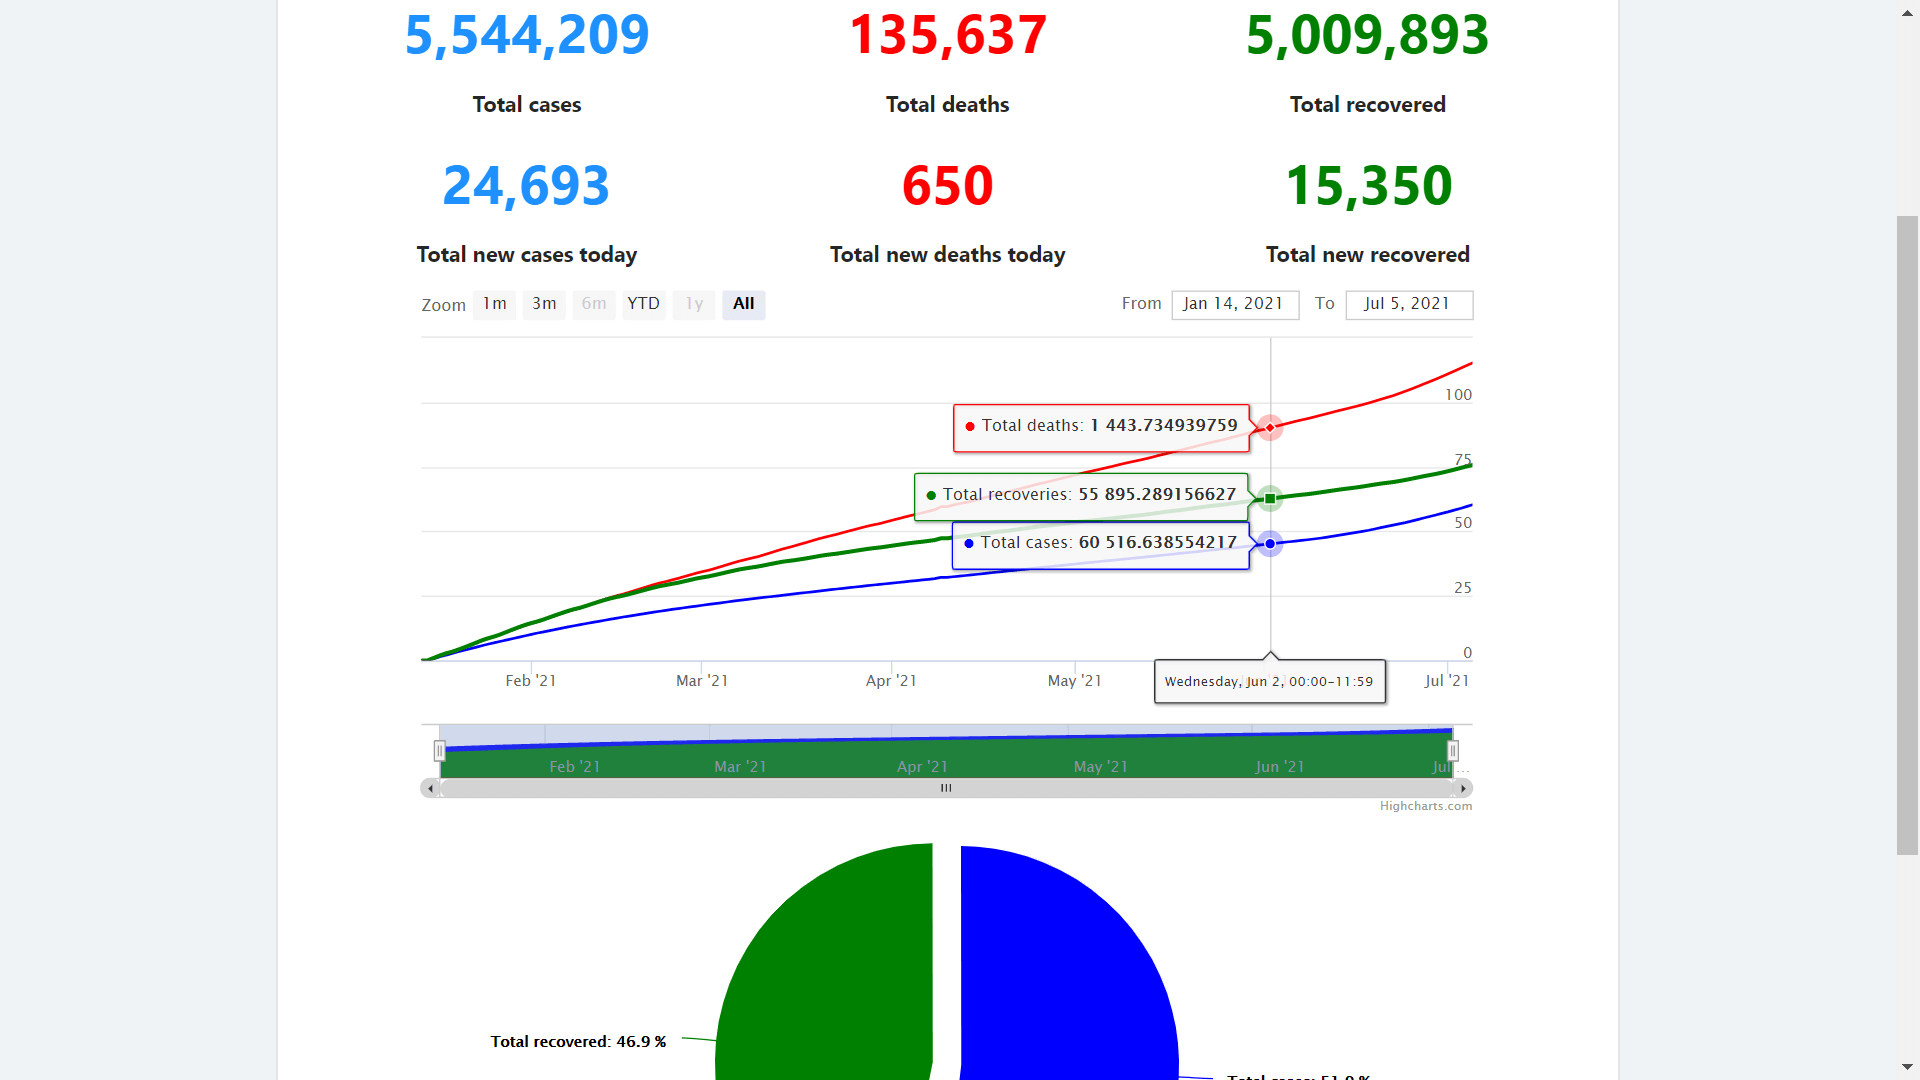 5,544,209 135,637 5,009,893
Total cases Total deaths Total recovered
24,693 650 15,350
Total new cases today Total new deaths today Total new recovered
Zoom 1m 3m 6m YTD 1y All From Jan 14, 2021 To Jul 5, 2021
100
Total deaths: 1 443.734939759
75
Total recoveries: 55 895.289156627
50
Total cases: 60 516.638554217
25
0
Feb '21 Mar '21 Apr '21 May '21 Jul '21
Wednesday, Jun 2, 00:00-11:59
Feb '21 Mar '21 Apr '21 May '21 Jun '21 Jul ...
Highcharts.com
Total recovered: 46.9 %
Total cases: 51.9 %